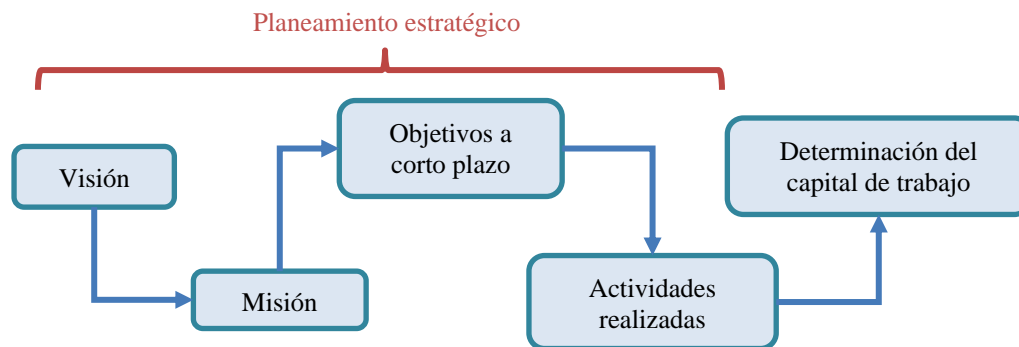 Planeamiento estratégico
Visión
Misión
Objetivos a
corto plazo
Actividades
realizadas
Determinación del
capital de trabajo